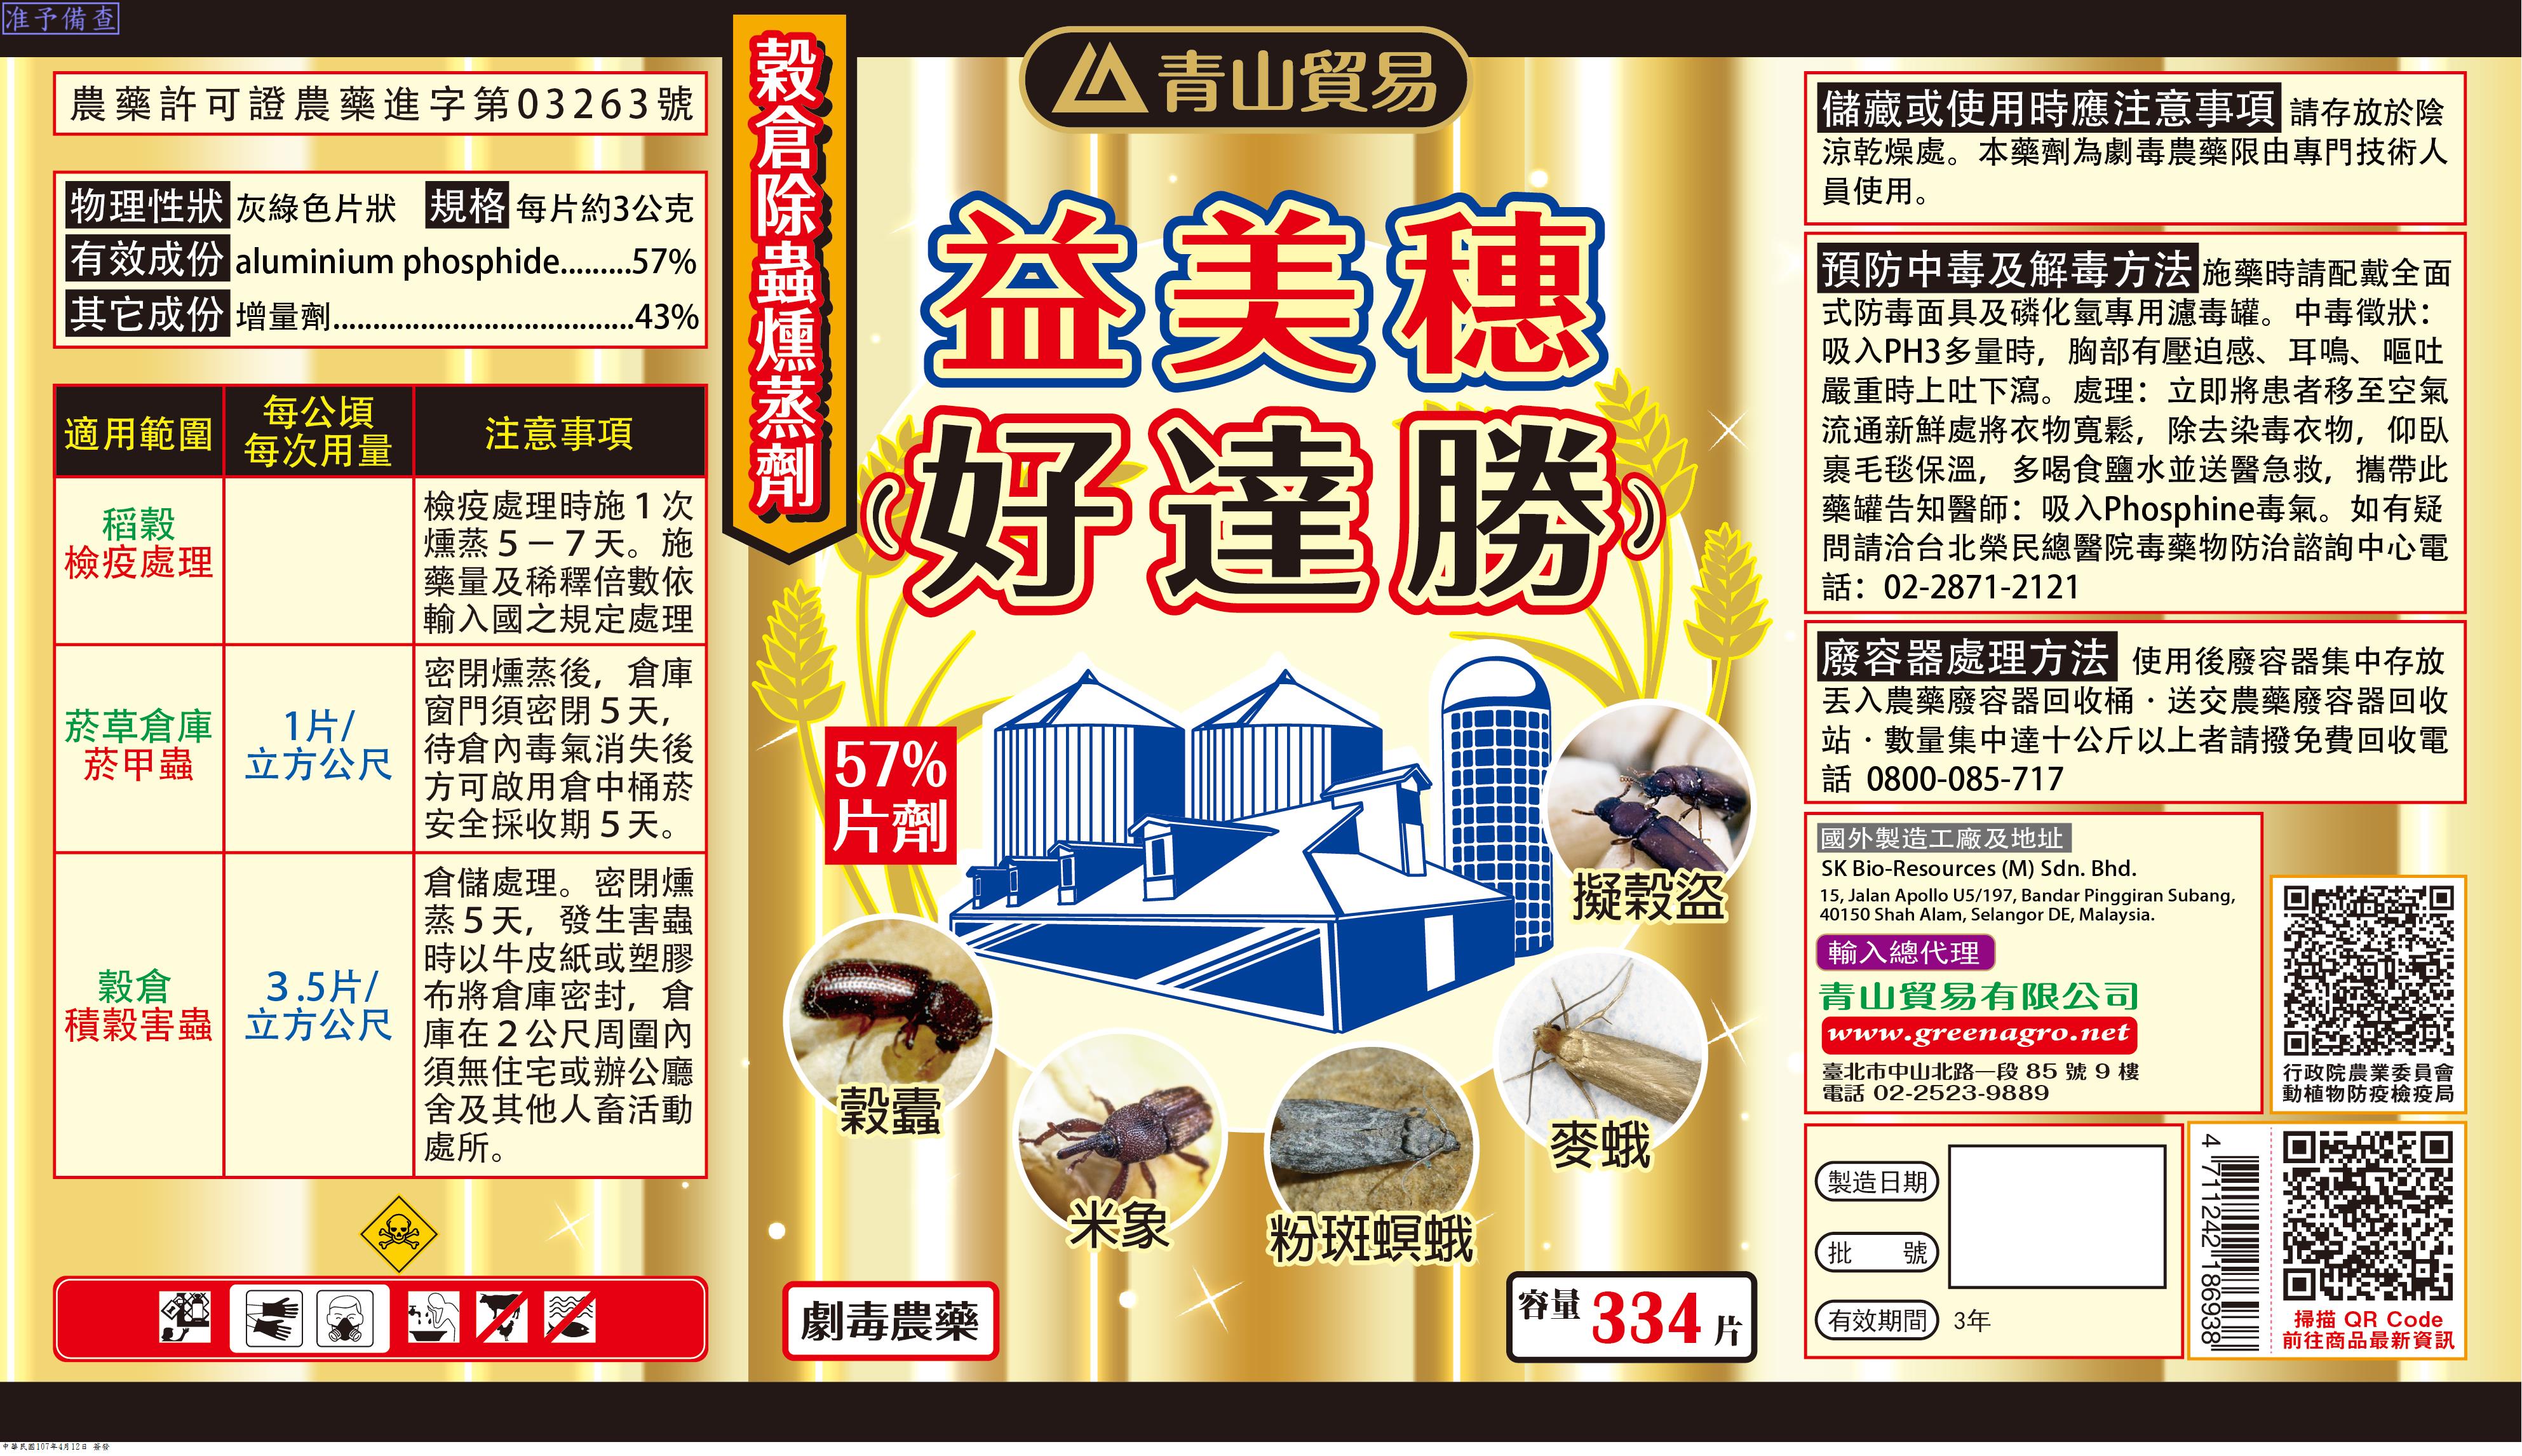 准予備查
農藥許可證農藥進字第03263號
物理性狀 灰綠色片狀 規格 每片約3公克
有效成份 aluminium phosphide.........57%
其它成份 增量劑......................................43%
適用範圍
每公頃
每次用量
注意事項
稻穀
檢疫處理
檢疫處理時施1次
燻蒸5－7天。施
藥量及稀釋倍數依
輸入國之規定處理
菸草倉庫
菸甲蟲
1片/
立方公尺
密閉燻蒸後，倉庫
窗門須密閉5天，
待倉內毒氣消失後
方可啟用倉中桶菸
安全採收期5天。
穀倉
積穀害蟲
3.5片/
立方公尺
倉儲處理。密閉燻
蒸5天，發生害蟲
時以牛皮紙或塑膠
布將倉庫密封，倉
庫在2公尺周圍內
須無住宅或辦公廳
舍及其他人畜活動
處所。
穀倉除蟲燻蒸劑
青山貿易
益美穗
好達勝
57%
片劑
擬穀盜
穀蠹
米象
粉斑螟蛾
麥蛾
劇毒農藥
容量 334 片
儲藏或使用時應注意事項 請存放於陰
涼乾燥處。本藥劑為劇毒農藥限由專門技術人
員使用。
預防中毒及解毒方法 施藥時請配戴全面
式防毒面具及磷化氫專用濾毒罐。中毒徵狀：
吸入PH3多量時，胸部有壓迫感、耳鳴、嘔吐
嚴重時上吐下瀉。處理：立即將患者移至空氣
流通新鮮處將衣物寬鬆，除去染毒衣物，仰臥
裹毛毯保溫，多喝食鹽水並送醫急救，攜帶此
藥罐告知醫師：吸入Phosphine毒氣。如有疑
問請洽台北榮民總醫院毒藥物防治諮詢中心電
話：02-2871-2121
廢容器處理方法 使用後廢容器集中存放
丟入農藥廢容器回收桶．送交農藥廢容器回收
站．數量集中達十公斤以上者請撥免費回收電
話 0800-085-717
國外製造工廠及地址
SK Bio-Resources (M) Sdn. Bhd.
15, Jalan Apollo U5/197, Bandar Pinggiran Subang,
40150 Shah Alam, Selangor DE, Malaysia.
輸入總代理
青山貿易有限公司
www.greenagro.net
臺北市中山北路一段 85 號 9 樓
電話 02-2523-9889
行政院農業委員會
動植物防疫檢疫局
製造日期
批 號
有效期間 3年
4 711242 186938
掃描 QR Code
前往商品最新資訊
中華民國107年4月12日 簽發